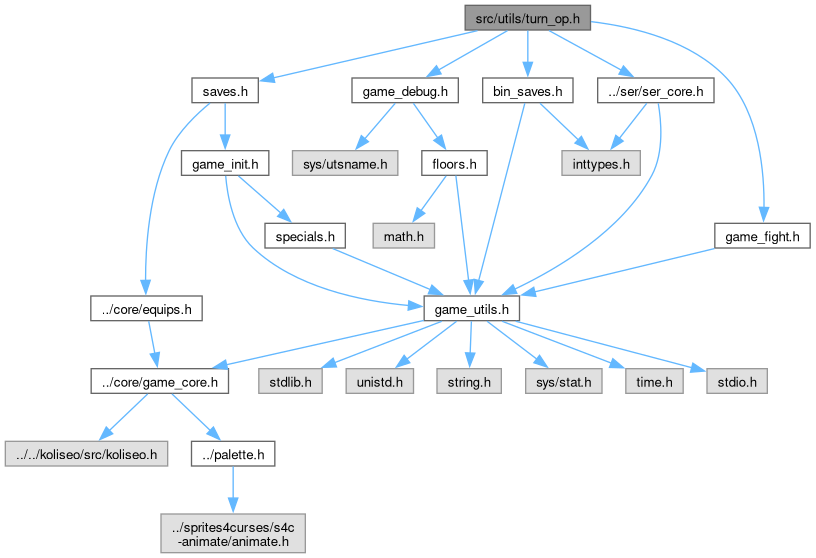 src/utils/turn_op.h
saves.h
game_debug.h
bin_saves.h
../ser/ser_core.h
game_init.h
sys/utsname.h
floors.h
inttypes.h
specials.h
math.h
game_fight.h
../core/equips.h
game_utils.h
../core/game_core.h
stdlib.h
unistd.h
string.h
sys/stat.h
time.h
stdio.h
../../koliseo/src/koliseo.h
../palette.h
../sprites4curses/s4c
-animate/animate.h